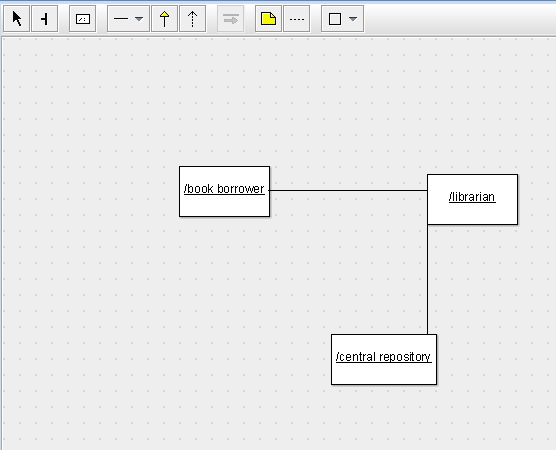 /book borrower
/librarian
/central repository